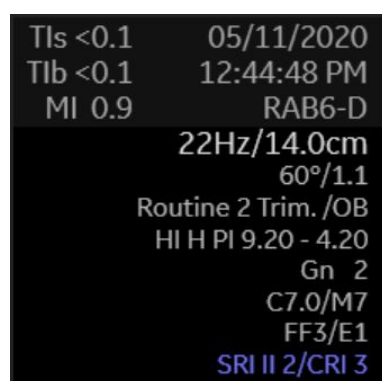 TIs <0.1 05/11/2020
TIb <0.1 12:44:48 PM
MI 0.9 RAB6-D
22Hz/14.0cm
60°/1.1
Routine 2 Trim. /OB
HI H PI 9.20 - 4.20
Gn 2
C7.0/M7
FF3/E1
SRI II 2/CRI 3